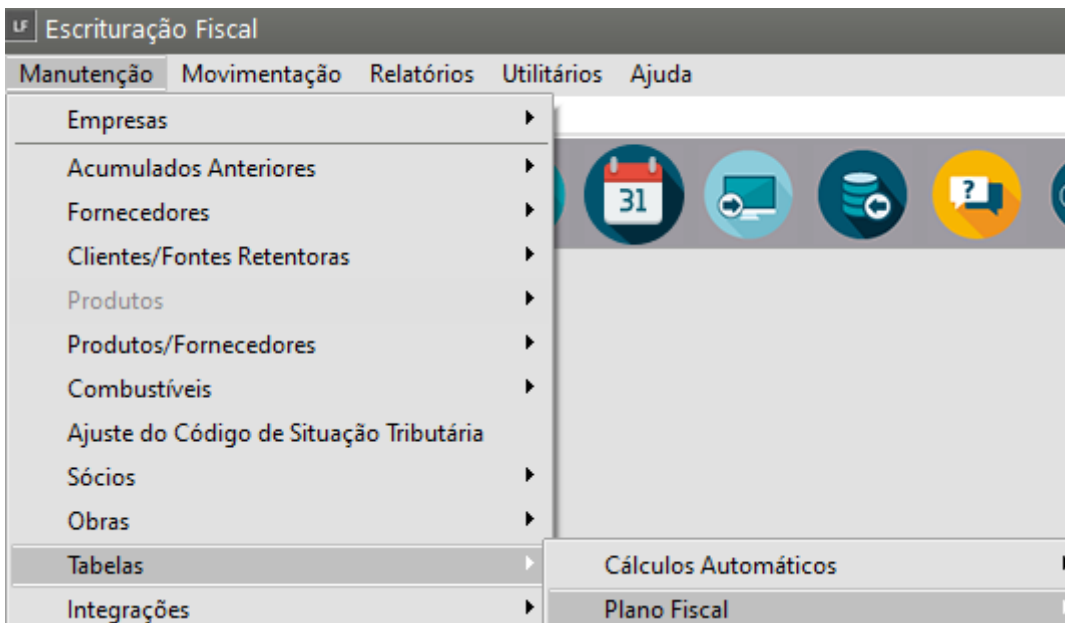 LF Escrituração Fiscal
Manutenção Movimentação Relatórios Utilitários Ajuda
Empresas
Acumulados Anteriores
Fornecedores
31
?
Clientes/Fontes Retentoras
Produtos
Produtos/Fornecedores
Combustíveis
Ajuste do Código de Situação Tributária
Sócios
Obras
Tabelas
Cálculos Automáticos
Integrações
Plano Fiscal